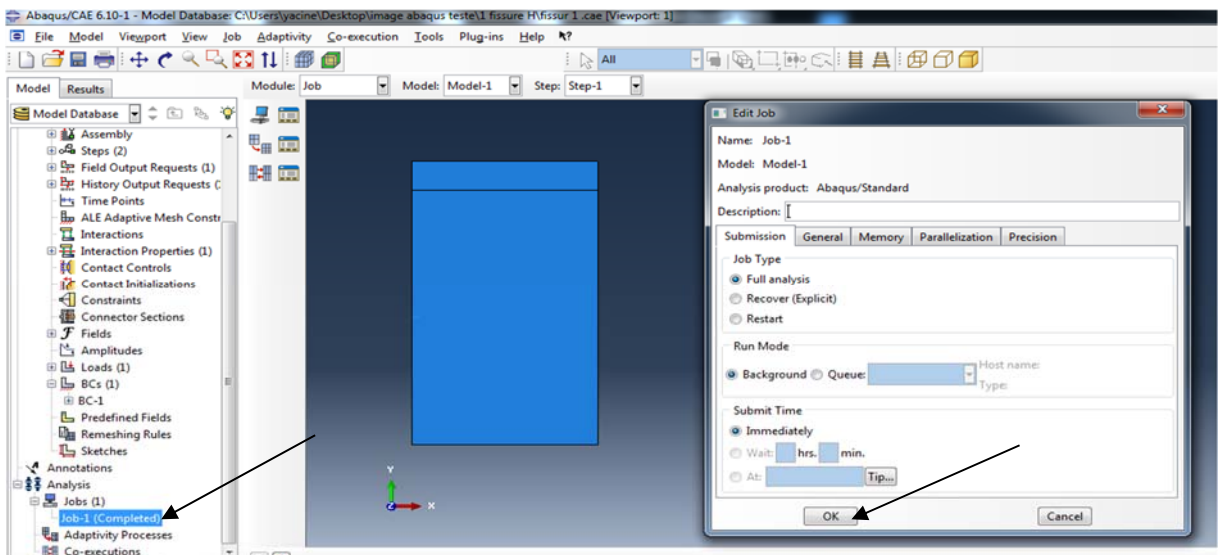 Abaqus/CAE 6.10-1 - Model Database: C:\Users\yacine\Desktop\image abaqus teste\1 fissure H\fissur 1 .cae [Viewport: 1]
File Model Viewport View Job Adaptivity Co-execution Tools Plug-ins Help
All
Model Results
Module: Job Model: Model-1 Step: Step-1
Model Database
Assembly
Steps (2)
Field Output Requests (1)
History Output Requests (
Time Points
ALE Adaptive Mesh Constr
Interactions
Interaction Properties (1)
Contact Controls
Contact Initializations
Constraints
Connector Sections
Fields
Amplitudes
Loads (1)
BCs (1)
BC-1
Predefined Fields
Remeshing Rules
Sketches
Annotations
Analysis
Jobs (1)
Job-1 (Completed)
Adaptivity Processes
Co-executions
Y
Z X
Edit Job
Name: Job-1
Model: Model-1
Analysis product: Abaqus/Standard
Description:
Submission General Memory Parallelization Precision
Job Type
Full analysis
Recover (Explicit)
Restart
Run Mode
Background Queue: Host name:
Type:
Submit Time
Immediately
Wait: hrs. min.
At: Tip...
OK Cancel